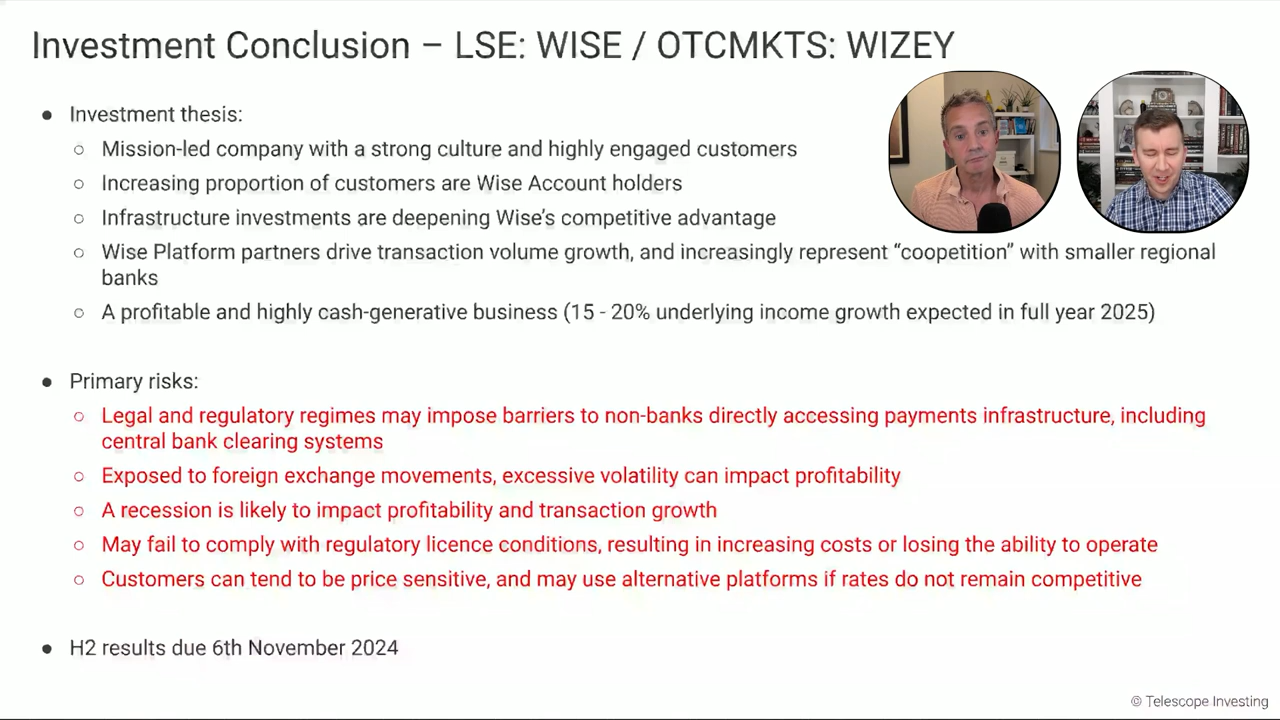 Investment Conclusion – LSE: WISE / OTCMKTS: WIZEY
● Investment thesis:
○ Mission-led company with a strong culture and highly engaged customers
○ Increasing proportion of customers are Wise Account holders
○ Infrastructure investments are deepening Wise’s competitive advantage
○ Wise Platform partners drive transaction volume growth, and increasingly represent “coopetition” with smaller regional
banks
○ A profitable and highly cash-generative business (15 - 20% underlying income growth expected in full year 2025)
● Primary risks:
○ Legal and regulatory regimes may impose barriers to non-banks directly accessing payments infrastructure, including
central bank clearing systems
○ Exposed to foreign exchange movements, excessive volatility can impact profitability
○ A recession is likely to impact profitability and transaction growth
○ May fail to comply with regulatory licence conditions, resulting in increasing costs or losing the ability to operate
○ Customers can tend to be price sensitive, and may use alternative platforms if rates do not remain competitive
● H2 results due 6th November 2024
© Telescope Investing